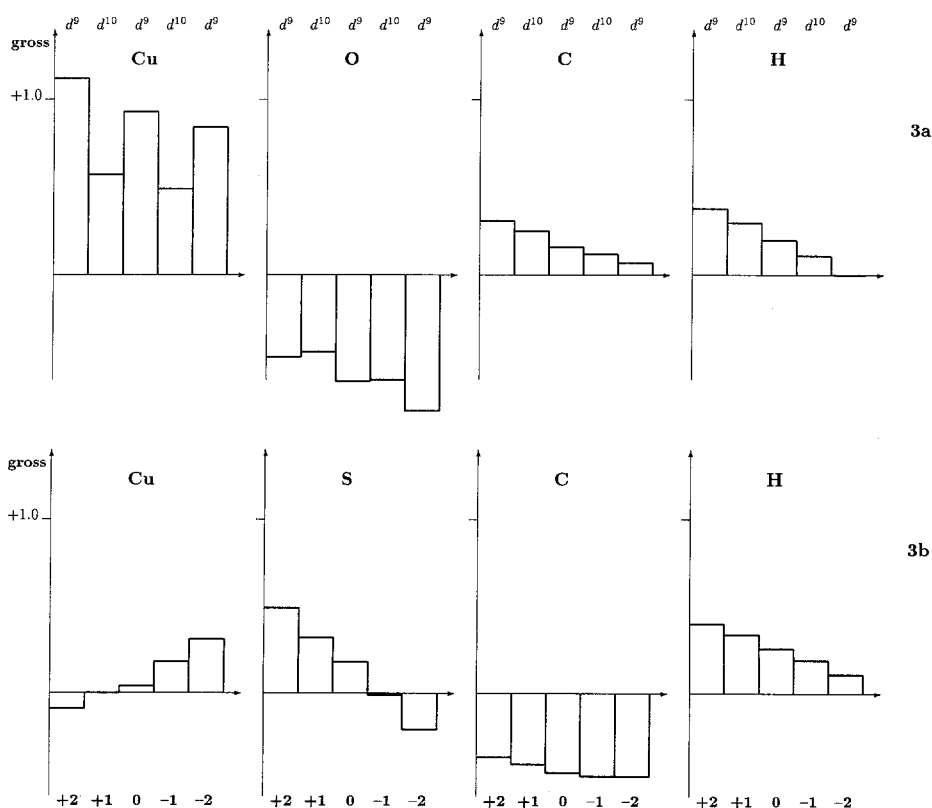 d⁹ d¹⁰ d⁹ d¹⁰ d⁹ d⁹ d¹⁰ d⁹ d¹⁰ d⁹ d⁹ d¹⁰ d⁹ d¹⁰ d⁹ d⁹ d¹⁰ d⁹ d¹⁰ d⁹
gross
Cu O C H
+1.0
3a
gross
Cu S C H
+1.0
3b
+2 +1 0 −1 −2 +2 +1 0 −1 −2 +2 +1 0 −1 −2 +2 +1 0 −1 −2